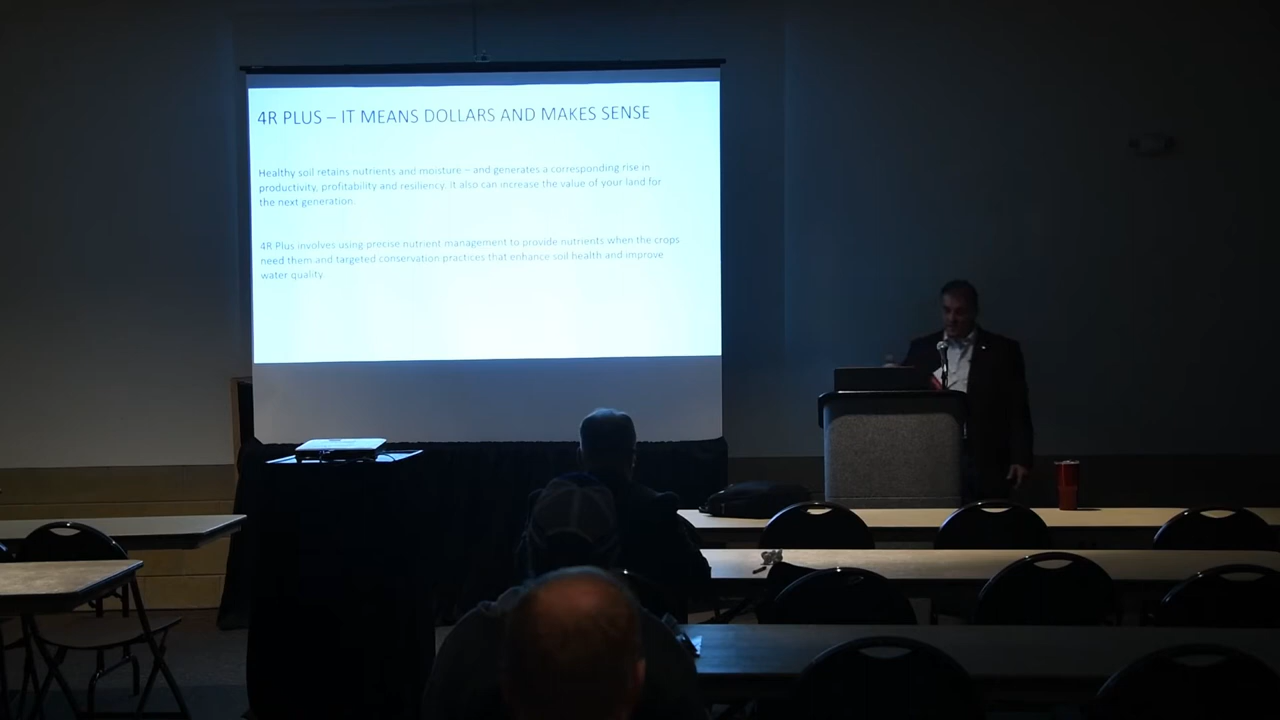 4R PLUS – IT MEANS DOLLARS AND MAKES SENSE
Healthy soil retains nutrients and moisture – and generates a corresponding rise in
productivity, profitability and resiliency. It also can increase the value of your land for
the next generation.
4R Plus involves using precise nutrient management to provide nutrients when the crops
need them and targeted conservation practices that enhance soil health and improve
water quality.